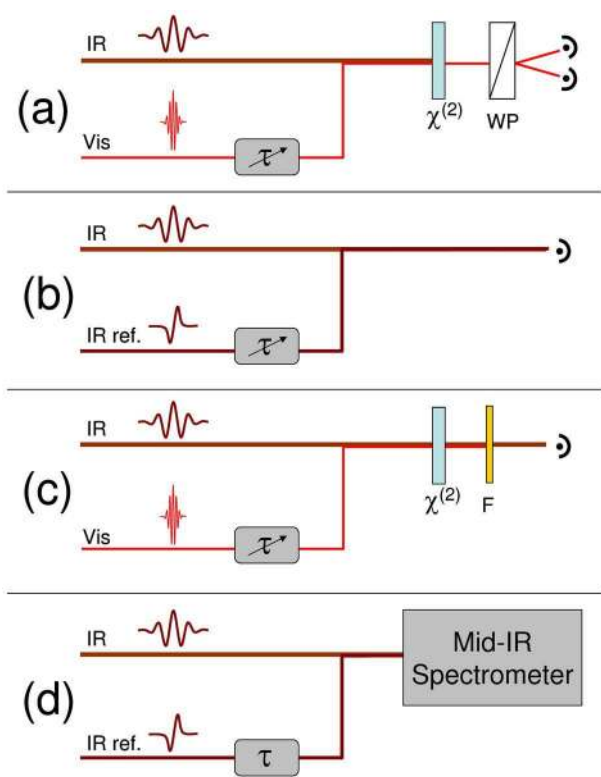 IR
(a)
Vis
τ
χ(2)
WP
IR
(b)
IR ref.
τ
IR
(c)
Vis
τ
χ(2)
F
IR
Mid-IR
Spectrometer
(d)
IR ref.
τ